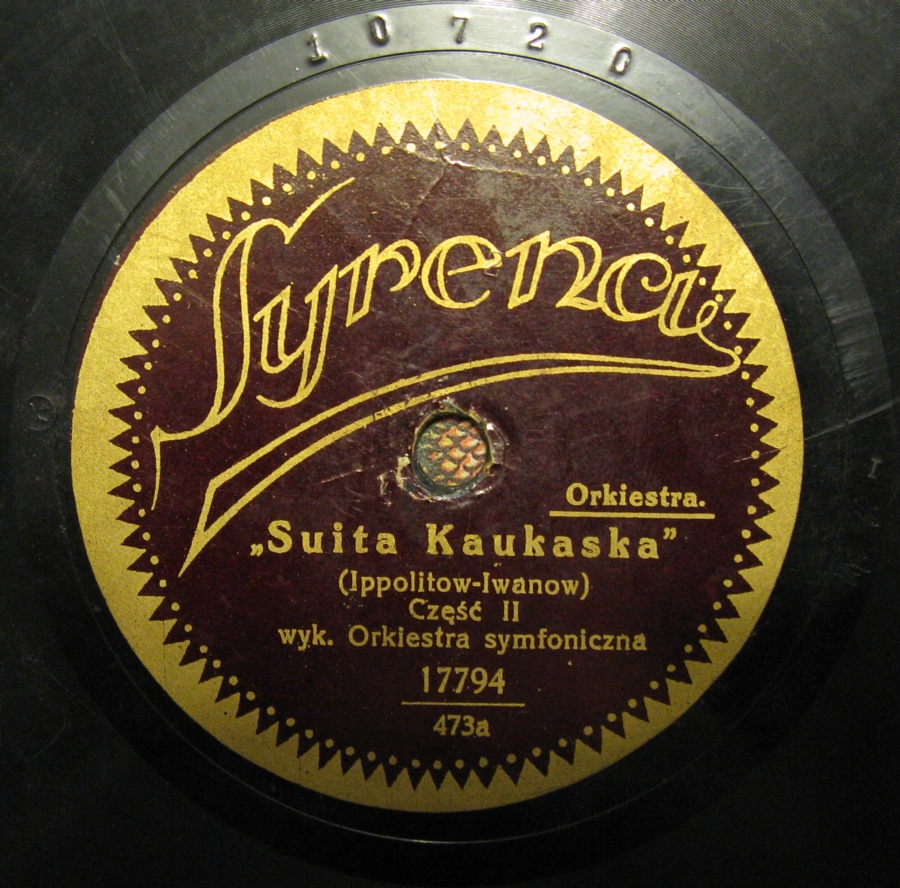 10720
Syrena
Orkiestra.
„Suita Kaukaska”
(Ippolitow-Iwanow)
Część II
wyk. Orkiestra symfoniczna
17794
473a